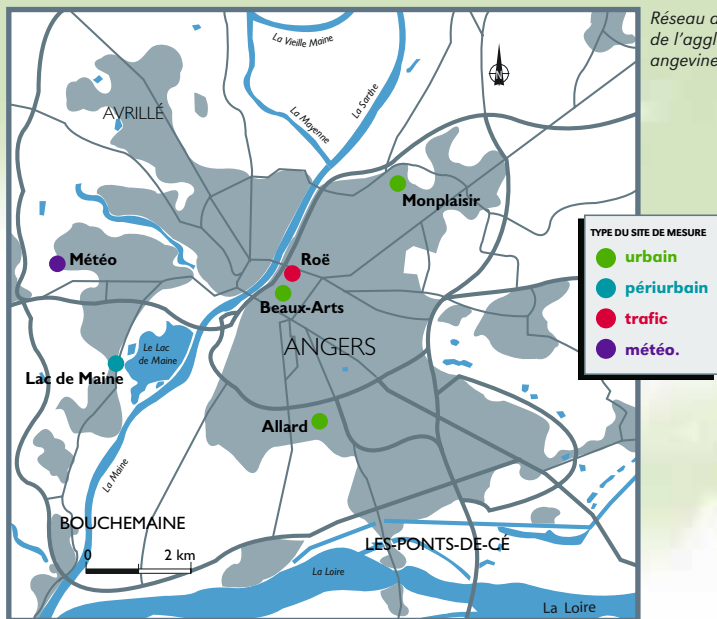 Réseau
de l'aggl
angevine
La Vieille Maine
La Mayenne
La Sarthe
AVRILLÉ
Monplaisir
Météo
Roë
Beaux-Arts
ANGERS
Le Lac
de Maine
Lac de Maine
Allard
La Maine
BOUCHEMAINE
0 2 km
LES-PONTS-DE-CÉ
La Loire
La Loire
TYPE DU SITE DE MESURE
urbain
périurbain
trafic
météo.